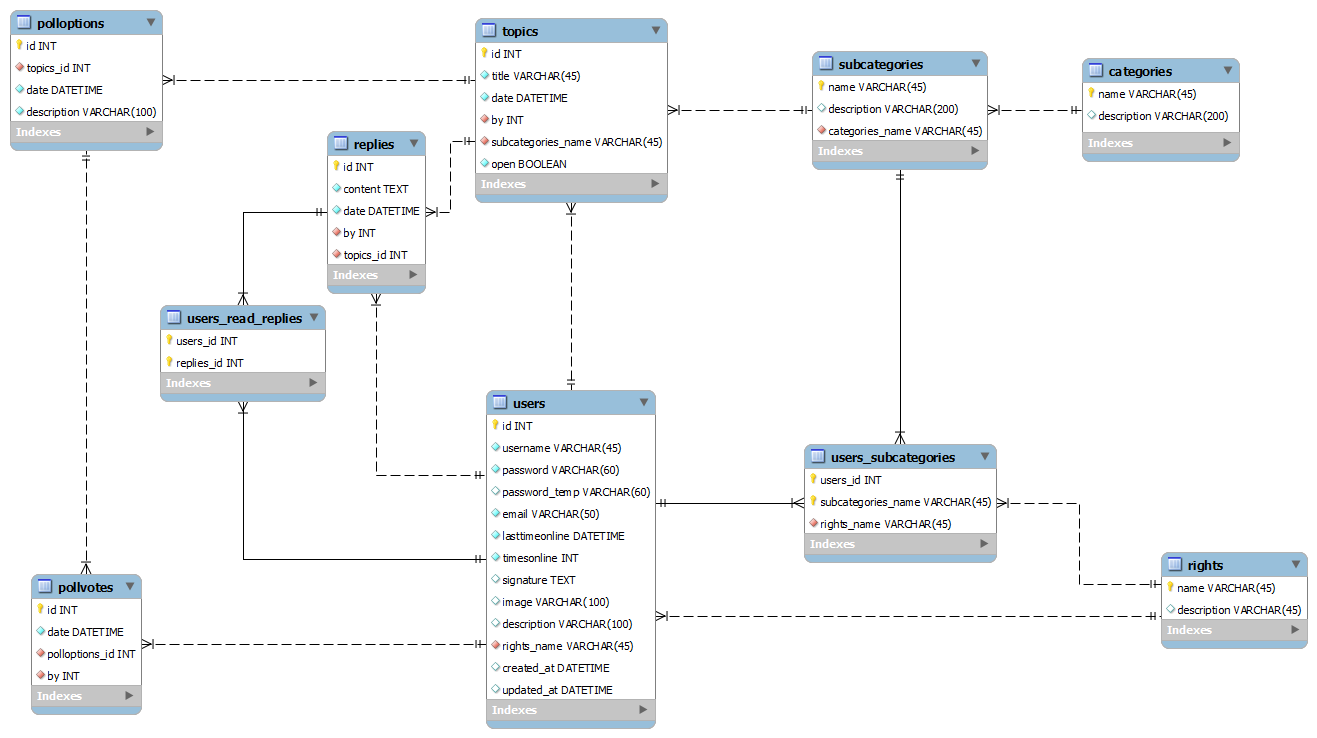 polloptions
id INT
topics_id INT
date DATETIME
description VARCHAR(100)
Indexes
topics
id INT
title VARCHAR(45)
date DATETIME
by INT
subcategories_name VARCHAR(45)
open BOOLEAN
Indexes
subcategories
name VARCHAR(45)
description VARCHAR(200)
categories_name VARCHAR(45)
Indexes
categories
name VARCHAR(45)
description VARCHAR(200)
Indexes
replies
id INT
content TEXT
date DATETIME
by INT
topics_id INT
Indexes
users_read_replies
users_id INT
replies_id INT
Indexes
users
id INT
username VARCHAR(45)
password VARCHAR(60)
password_temp VARCHAR(60)
email VARCHAR(50)
lasttimeonline DATETIME
timesonline INT
signature TEXT
image VARCHAR(100)
description VARCHAR(100)
rights_name VARCHAR(45)
created_at DATETIME
updated_at DATETIME
Indexes
users_subcategories
users_id INT
subcategories_name VARCHAR(45)
rights_name VARCHAR(45)
Indexes
rights
name VARCHAR(45)
description VARCHAR(45)
Indexes
pollvotes
id INT
date DATETIME
polloptions_id INT
by INT
Indexes